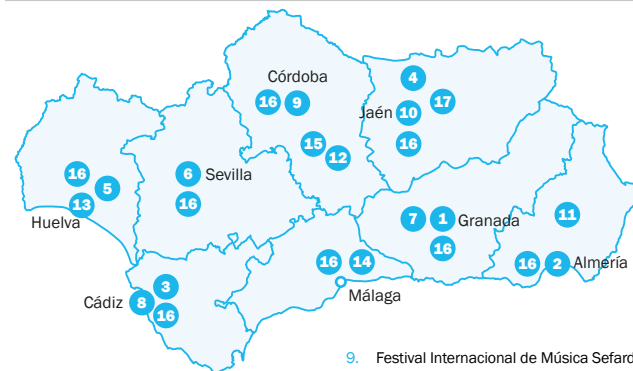 Córdoba
4
16 9
17
Jaén 10
15
16
12
16
6 Sevilla
5
16
13
Huelva
7 1 Granada
11
16
16 14
16 2 Almería
3
Málaga
Cádiz 8
16
9. Festival Internacional de Música Sefard